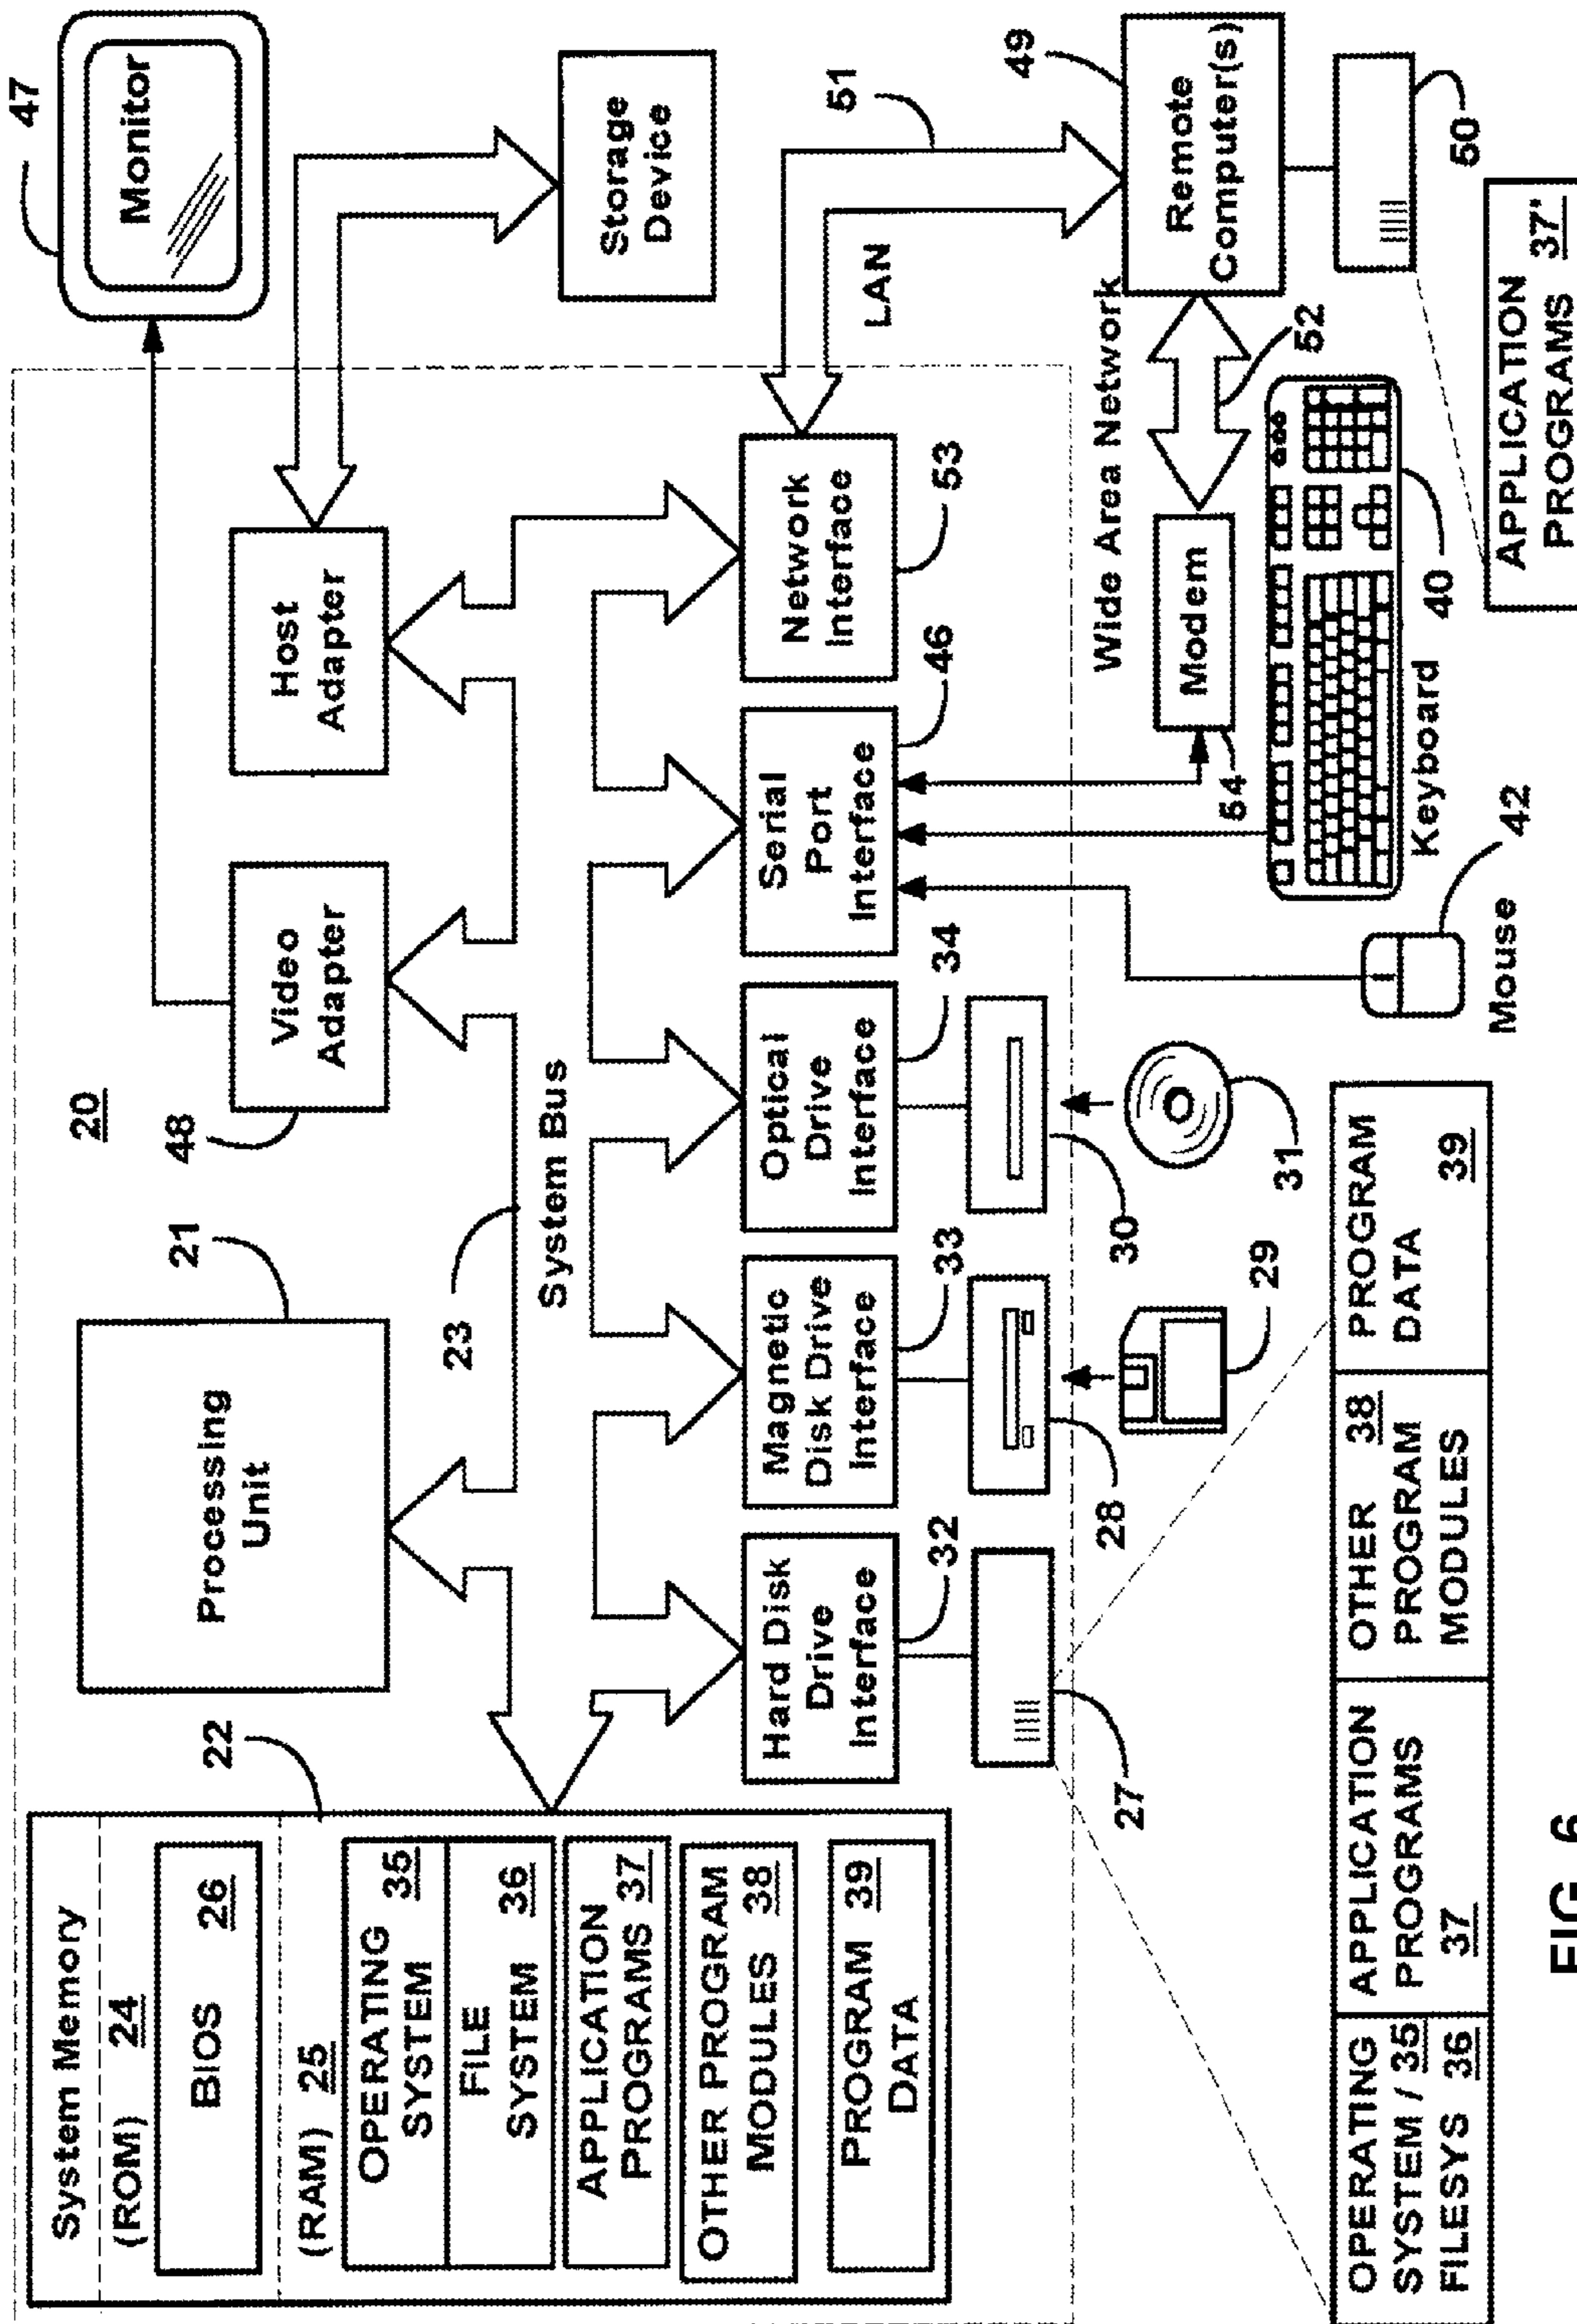 System Memory
(ROM) 24
BIOS 26
(RAM) 25
OPERATING
SYSTEM 35
FILE
SYSTEM 36
APPLICATION
PROGRAMS 37
OTHER PROGRAM
MODULES 38
PROGRAM 39
DATA
22
Processing
Unit
21
20
23
System Bus
Video
Adapter
48
Host
Adapter
Monitor
47
Storage
Device
Hard Disk
Drive
Interface
32
Magnetic
Disk Drive
Interface
33
Optical
Drive
Interface
34
Serial
Port
Interface
46
Network
Interface
53
LAN
51
27
28
29
30
31
Wide Area Network
Modem
54
52
Remote
Computer(s)
49
50
Keyboard
40
Mouse
42
APPLICATION
PROGRAMS 37'
OPERATING
SYSTEM / 35
FILESYS 36
APPLICATION
PROGRAMS
37
OTHER 38
PROGRAM
MODULES
PROGRAM
DATA
39
FIG. 6